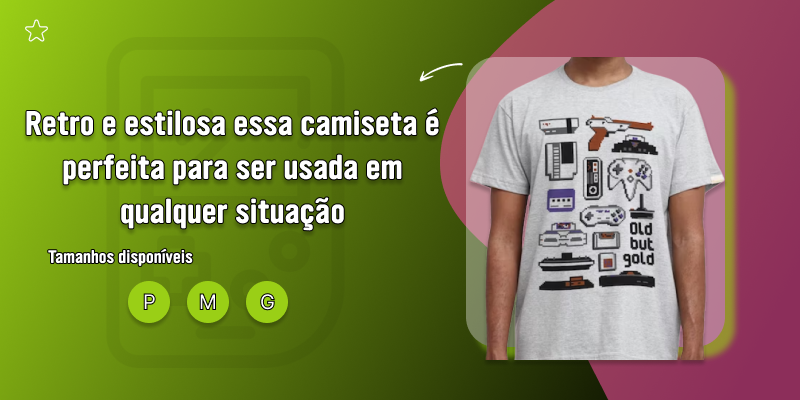 Retro e estilosa essa camiseta é
perfeita para ser usada em
qualquer situação
Tamanhos disponíveis
P M G
old
but
gold